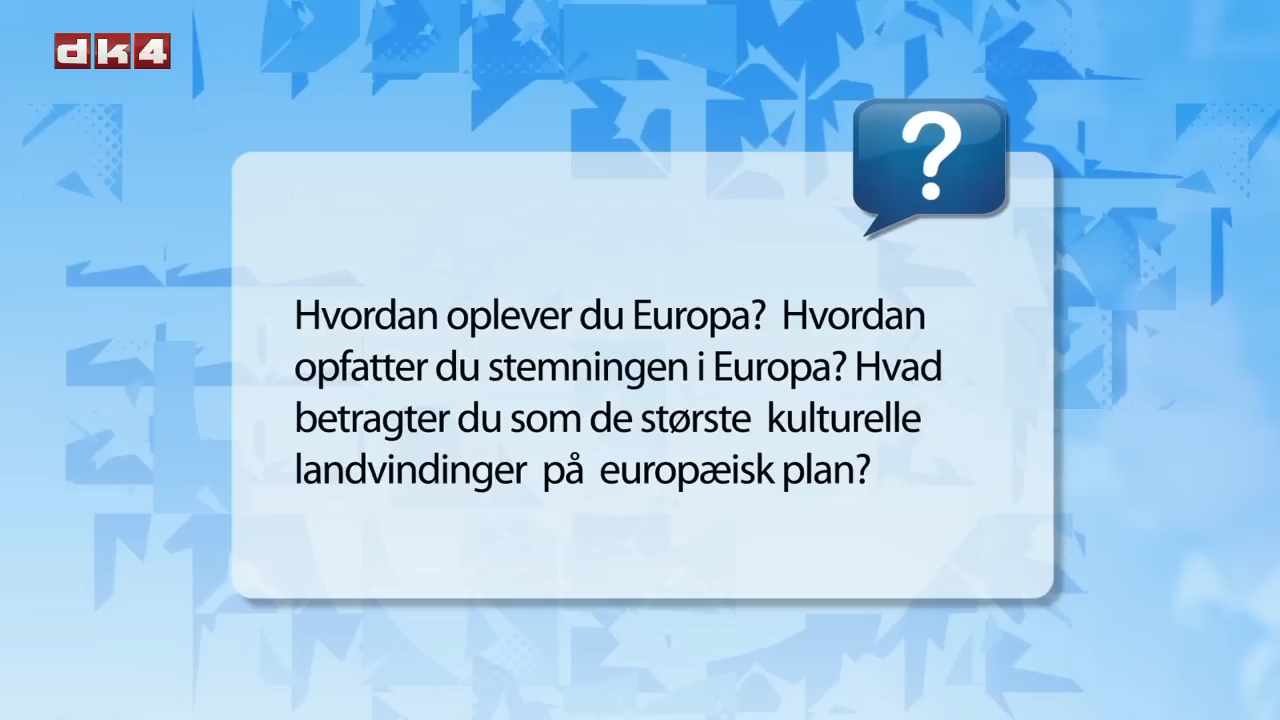 dk4
?
Hvordan oplever du Europa?  Hvordan
opfatter du stemningen i Europa? Hvad
betragter du som de største  kulturelle
landvindinger  på  europæisk plan?